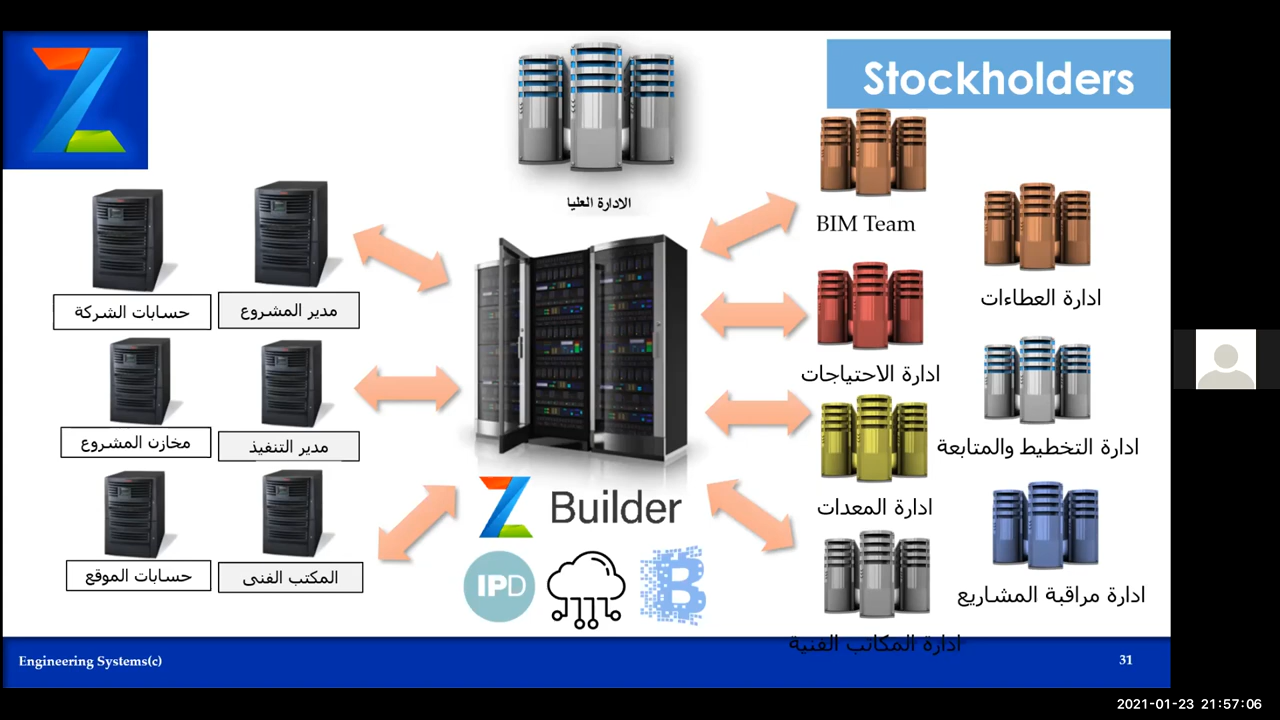 Stockholders
الادارة العليا
BIM Team
ادارة العطاءات
حسابات الشركة
مدير المشروع
ادارة الاحتياجات
مخازن المشروع
مدير التنفيذ
ادارة التخطيط والمتابعة
Z Builder
ادارة المعدات
حسابات الموقع
المكتب الفنى
IPD
ادارة مراقبة المشاريع
ادارة المكاتب الفنية
Engineering Systems(c)
31
2021-01-23 21:57:06